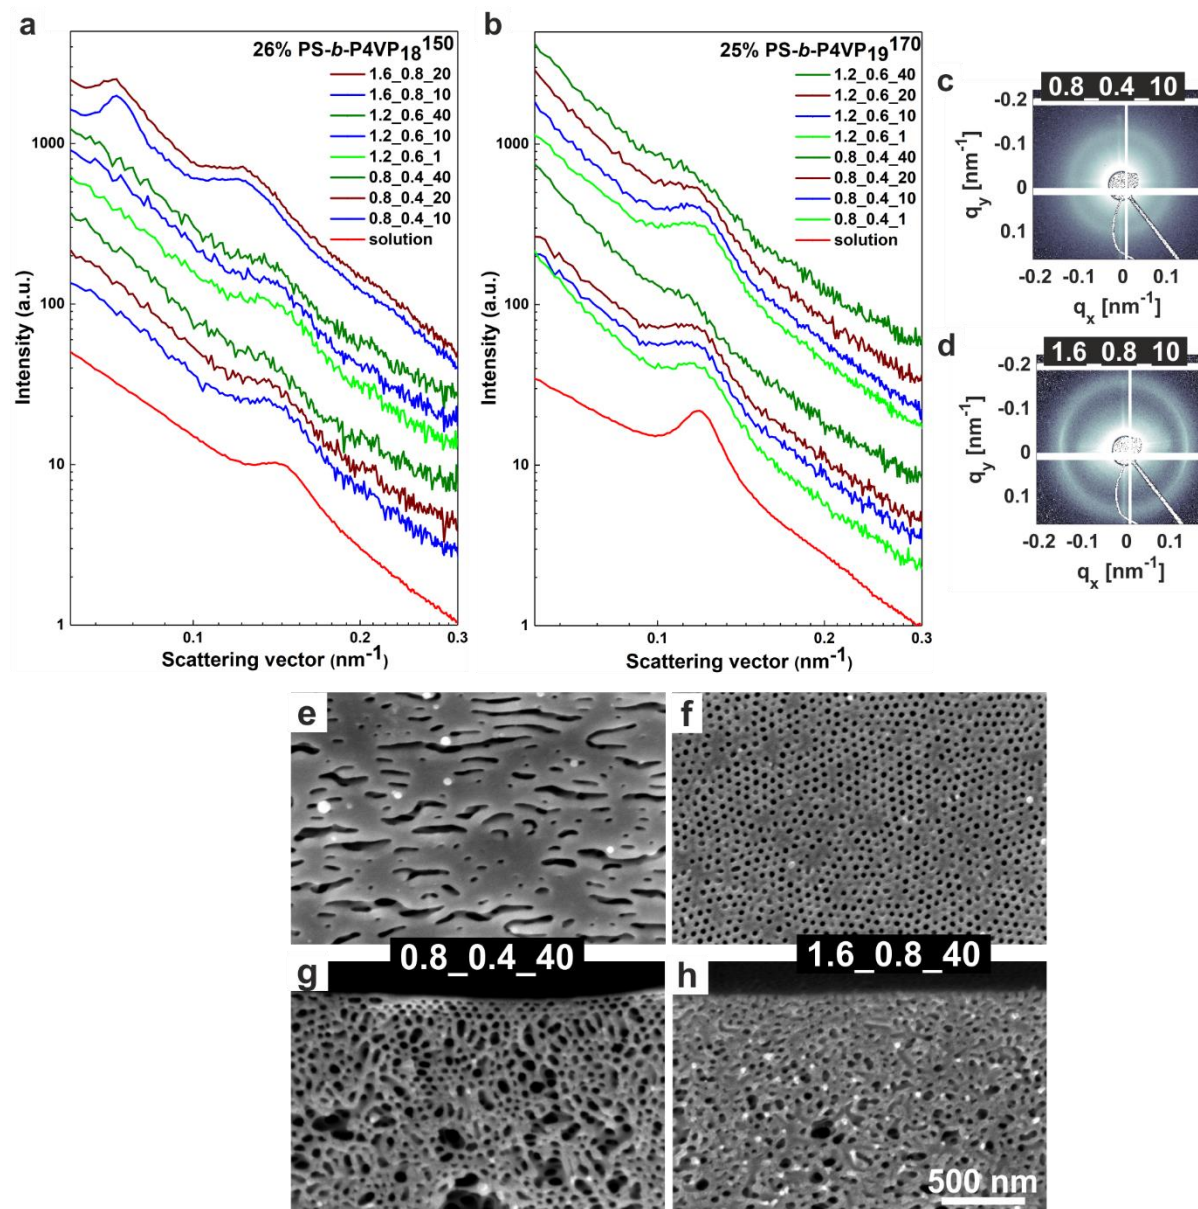 a
26% PS-b-P4VP18150
1.6_0.8_20
1.6_0.8_10
1.2_0.6_40
1.2_0.6_10
1.2_0.6_1
0.8_0.4_40
0.8_0.4_20
0.8_0.4_10
solution
Intensity (a.u.)
1000
100
10
1
0.1
0.2
0.3
Scattering vector (nm-1)
b
25% PS-b-P4VP19170
1.2_0.6_40
1.2_0.6_20
1.2_0.6_10
1.2_0.6_1
0.8_0.4_40
0.8_0.4_20
0.8_0.4_10
0.8_0.4_1
solution
Intensity (a.u.)
1000
100
10
1
0.1
0.2
0.3
Scattering vector (nm-1)
c
0.8_0.4_10
-0.2
-0.1
0
0.1
qy [nm-1]
-0.2 -0.1 0 0.1
qx [nm-1]
d
1.6_0.8_10
-0.2
-0.1
0
0.1
qy [nm-1]
-0.2 -0.1 0 0.1
qx [nm-1]
e
f
0.8_0.4_40
1.6_0.8_40
g
h
500 nm